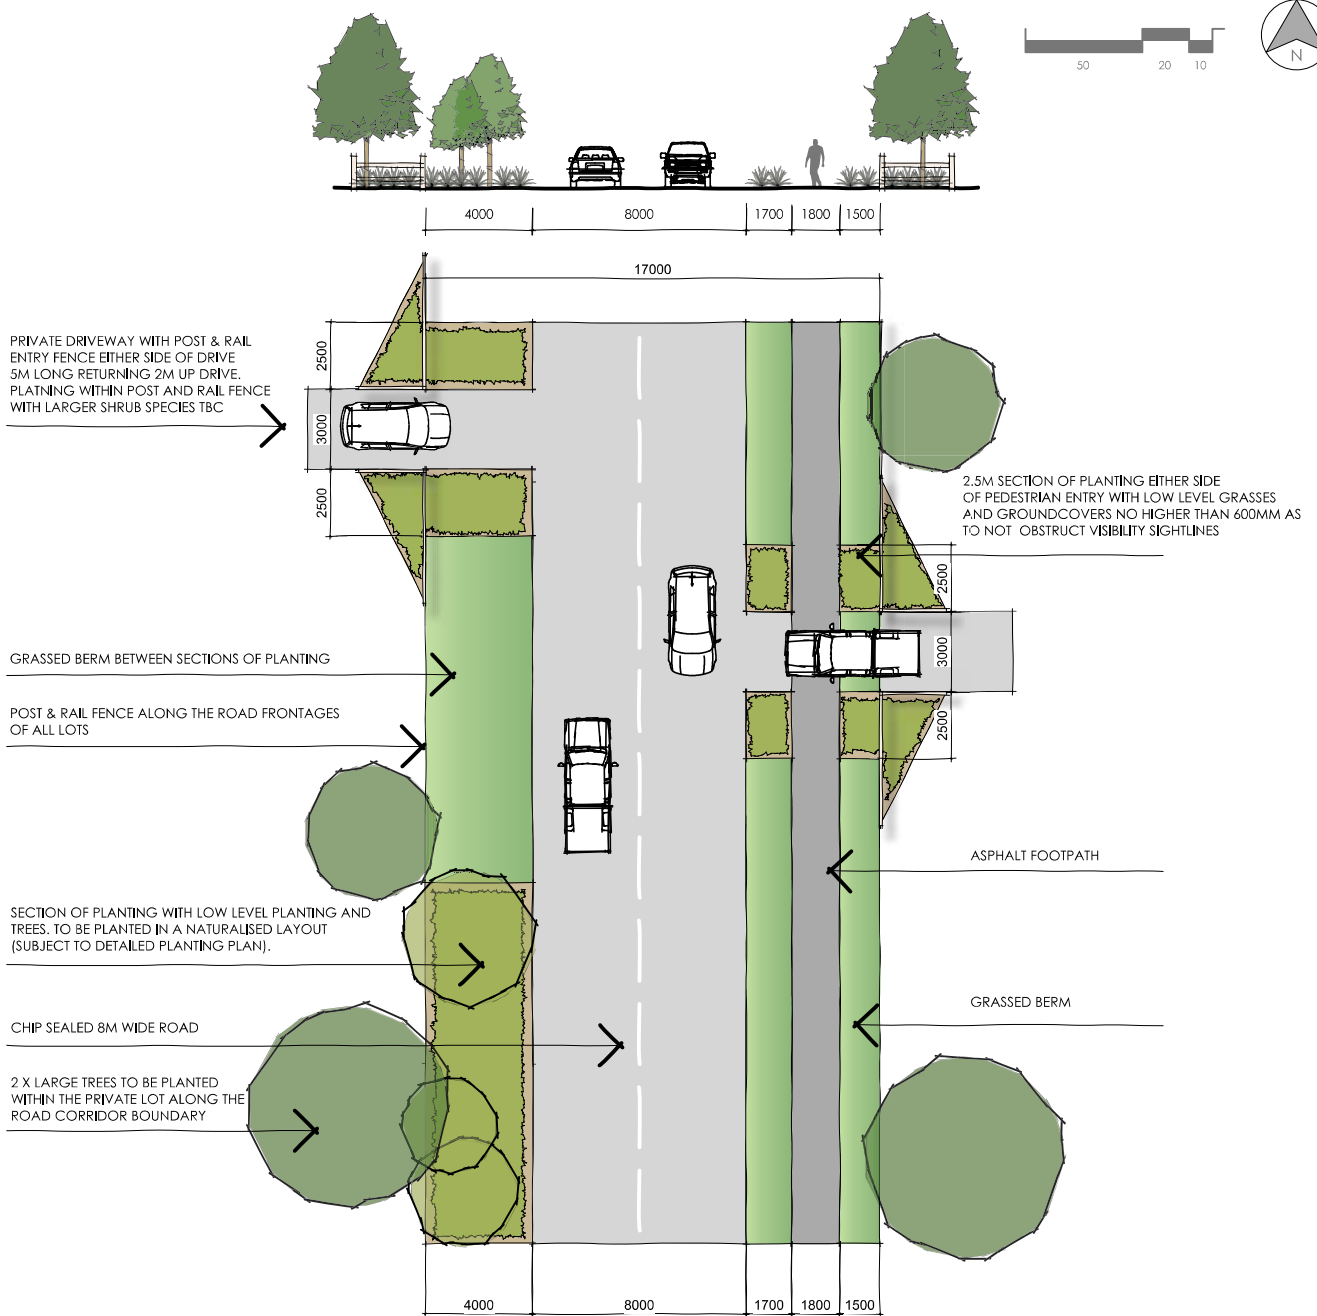 50 20 10
N
4000 8000 1700 1800 1500
17000
PRIVATE DRIVEWAY WITH POST & RAIL
ENTRY FENCE EITHER SIDE OF DRIVE
5M LONG RETURNING 2M UP DRIVE.
PLATNING WITHIN POST AND RAIL FENCE
WITH LARGER SHRUB SPECIES TBC
2500
3000
2500
2.5M SECTION OF PLANTING EITHER SIDE
OF PEDESTRIAN ENTRY WITH LOW LEVEL GRASSES
AND GROUNDCOVERS NO HIGHER THAN 600MM AS
TO NOT OBSTRUCT VISIBILITY SIGHTLINES
2500
3000
2500
GRASSED BERM BETWEEN SECTIONS OF PLANTING
POST & RAIL FENCE ALONG THE ROAD FRONTAGES
OF ALL LOTS
ASPHALT FOOTPATH
SECTION OF PLANTING WITH LOW LEVEL PLANTING AND
TREES. TO BE PLANTED IN A NATURALISED LAYOUT
(SUBJECT TO DETAILED PLANTING PLAN).
GRASSED BERM
CHIP SEALED 8M WIDE ROAD
2 X LARGE TREES TO BE PLANTED
WITHIN THE PRIVATE LOT ALONG THE
ROAD CORRIDOR BOUNDARY
4000 8000 1700 1800 1500